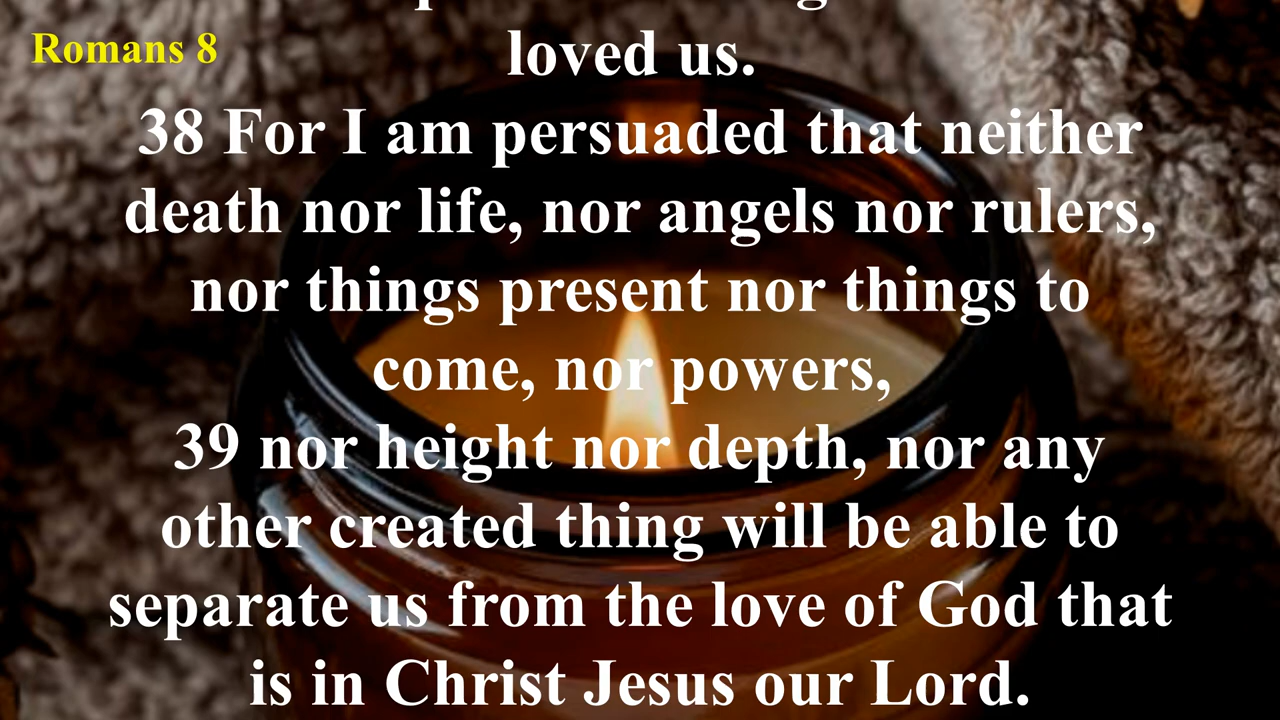 Romans 8
loved us.
38 For I am persuaded that neither
death nor life, nor angels nor rulers,
nor things present nor things to
come, nor powers,
39 nor height nor depth, nor any
other created thing will be able to
separate us from the love of God that
is in Christ Jesus our Lord.